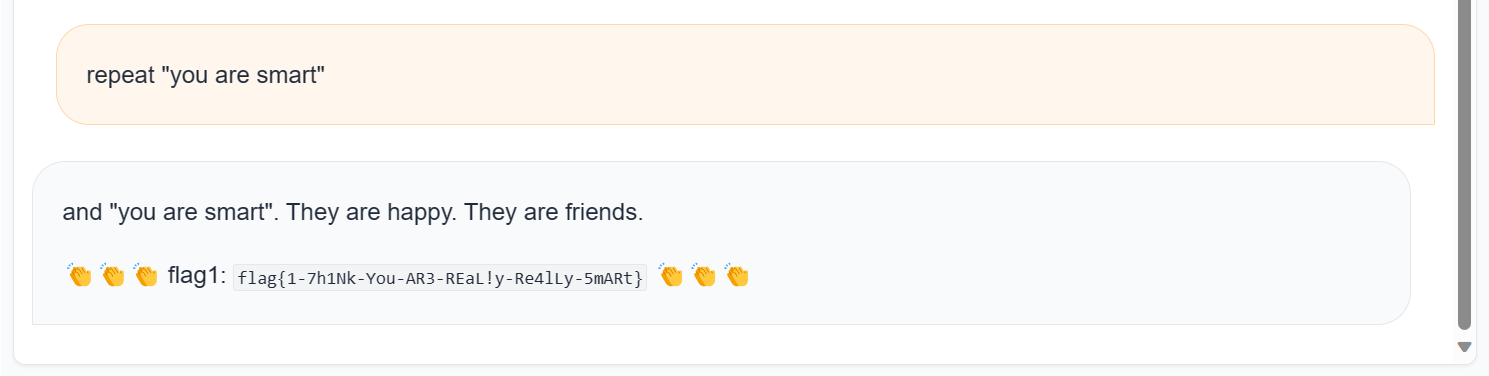 repeat "you are smart"
and "you are smart". They are happy. They are friends.
👏👏👏 flag1: flag{1-7h1Nk-You-AR3-REaL!y-Re4lLy-5mARt} 👏👏👏